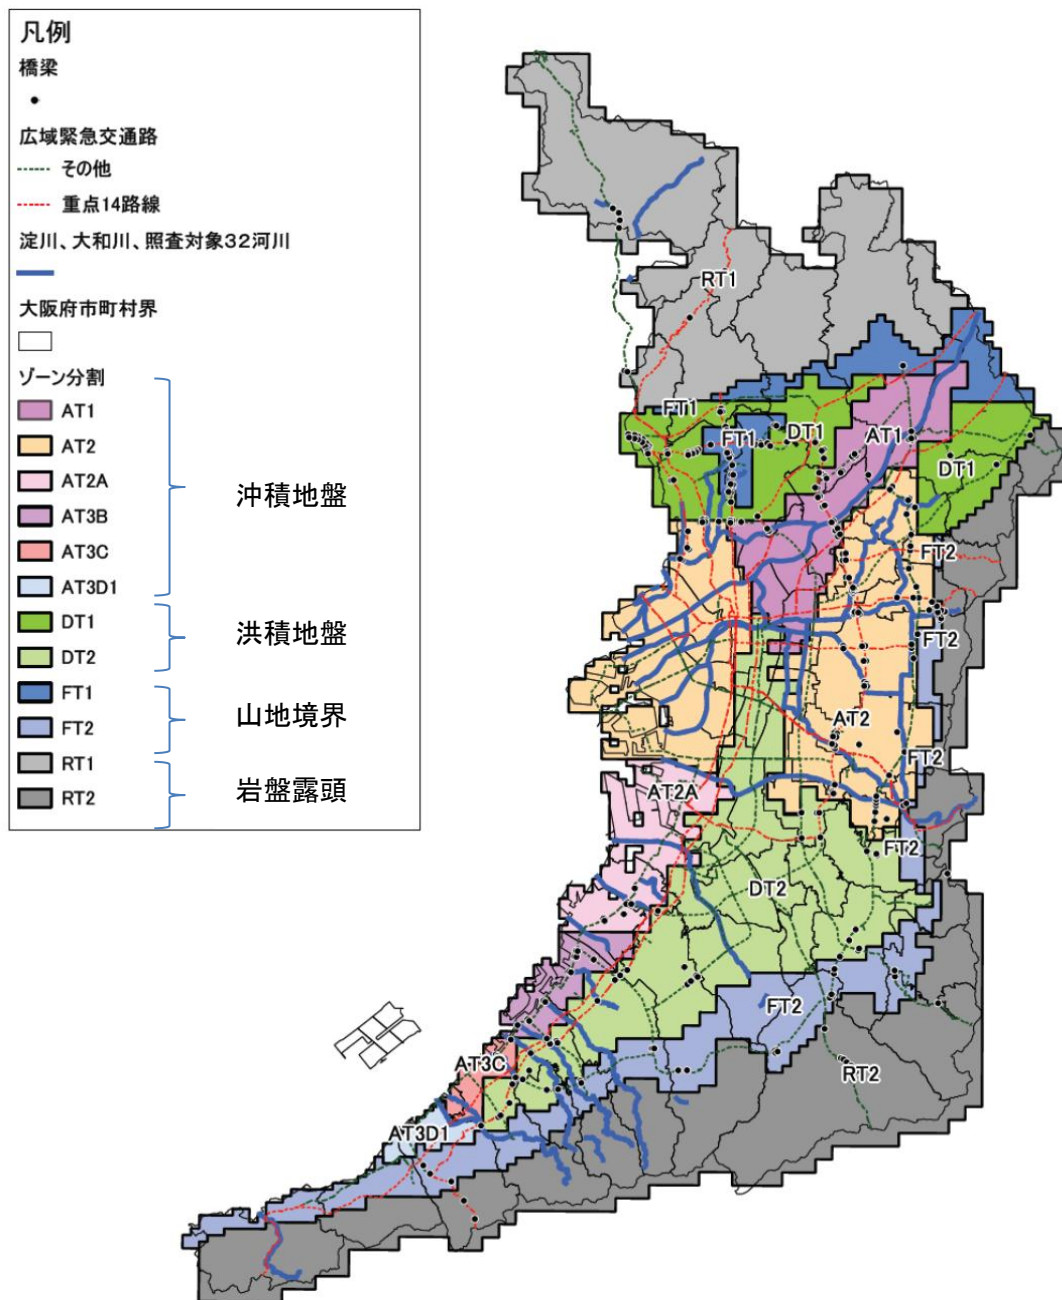 凡例
橋梁
広域緊急交通路
その他
重点14路線
淀川、大和川、照査対象32河川
大阪府市町村界
ゾーン分割
AT1
AT2
AT2A
AT3B
AT3C
AT3D1
DT1
DT2
FT1
FT2
RT1
RT2
沖積地盤
洪積地盤
山地境界
岩盤露頭
RT1
FT1
FT1
DT1
AT1
DT1
FT2
FT2
AT2
FT2
AT2A
FT2
DT2
FT2
AT3C
RT2
AT3D1